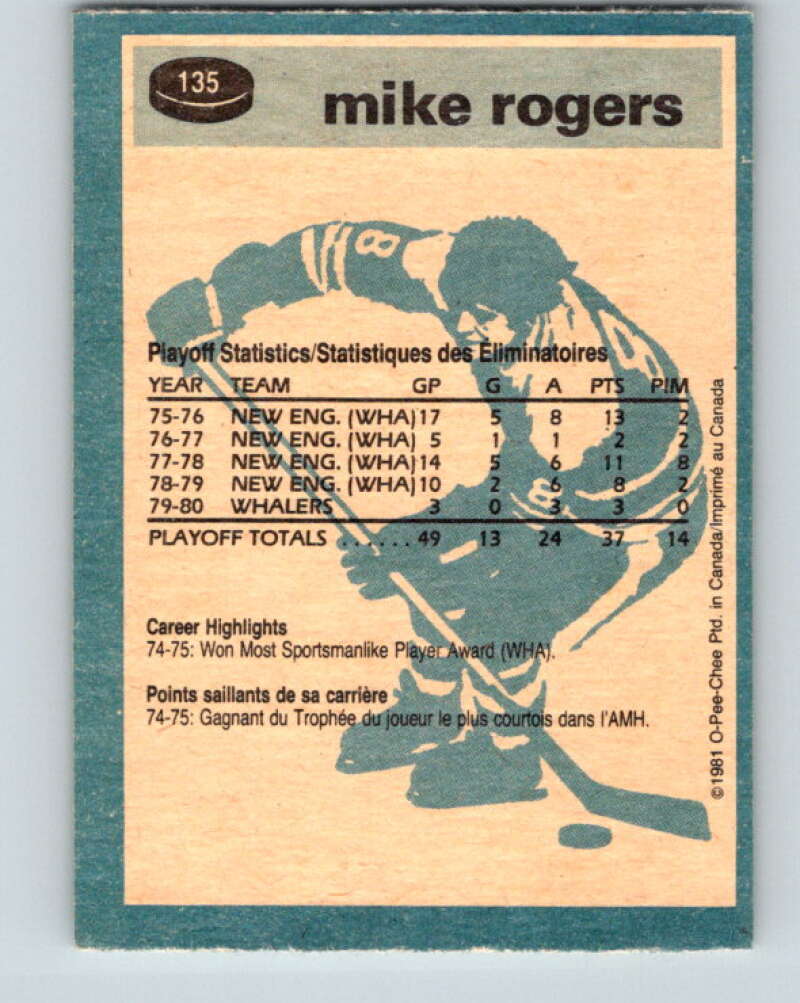 135
mike rogers
8
Playoff Statistics/Statistiques des Éliminatoires
YEAR TEAM GP G A PTS PIM
75-76 NEW ENG. (WHA) 17 5 8 13 2
76-77 NEW ENG. (WHA) 5 1 1 2 2
77-78 NEW ENG. (WHA) 14 5 6 11 8
78-79 NEW ENG. (WHA) 10 2 6 8 2
79-80 WHALERS 3 0 3 3 0
PLAYOFF TOTALS ...... 49 13 24 37 14
8
Career Highlights
74-75: Won Most Sportsmanlike Player Award (WHA).
Points saillants de sa carrière
74-75: Gagnant du Trophée du joueur le plus courtois dans l'AMH.
©1981 O-Pee-Chee Ptd. in Canada/Imprimé au Canada